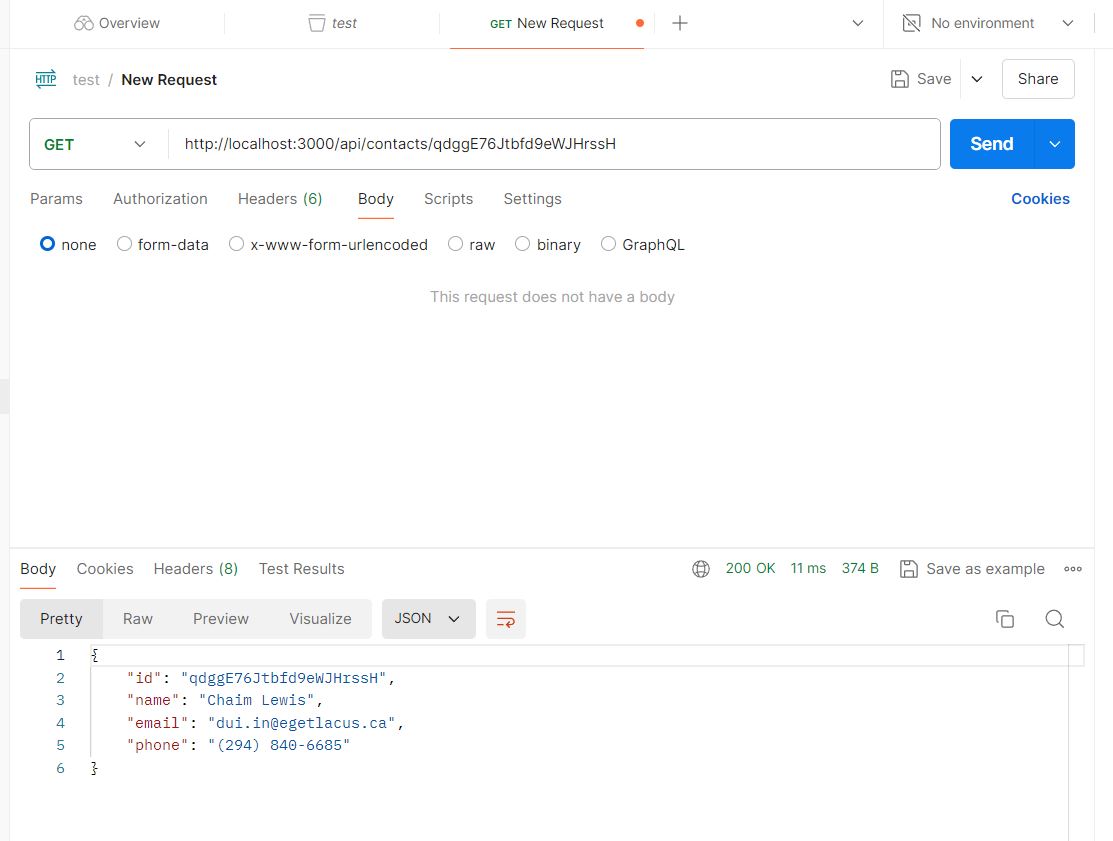 Overview test GET New Request No environment
HTTP test / New Request Save Share
GET http://localhost:3000/api/contacts/qdggE76Jtbfd9eWJHrssH Send
Params Authorization Headers (6) Body Scripts Settings Cookies
none form-data x-www-form-urlencoded raw binary GraphQL
This request does not have a body
Body Cookies Headers (8) Test Results 200 OK 11 ms 374 B Save as example
Pretty Raw Preview Visualize JSON
1 {
2 "id": "qdggE76Jtbfd9eWJHrssH",
3 "name": "Chaim Lewis",
4 "email": "dui.in@egetlacus.ca",
5 "phone": "(294) 840-6685"
6 }